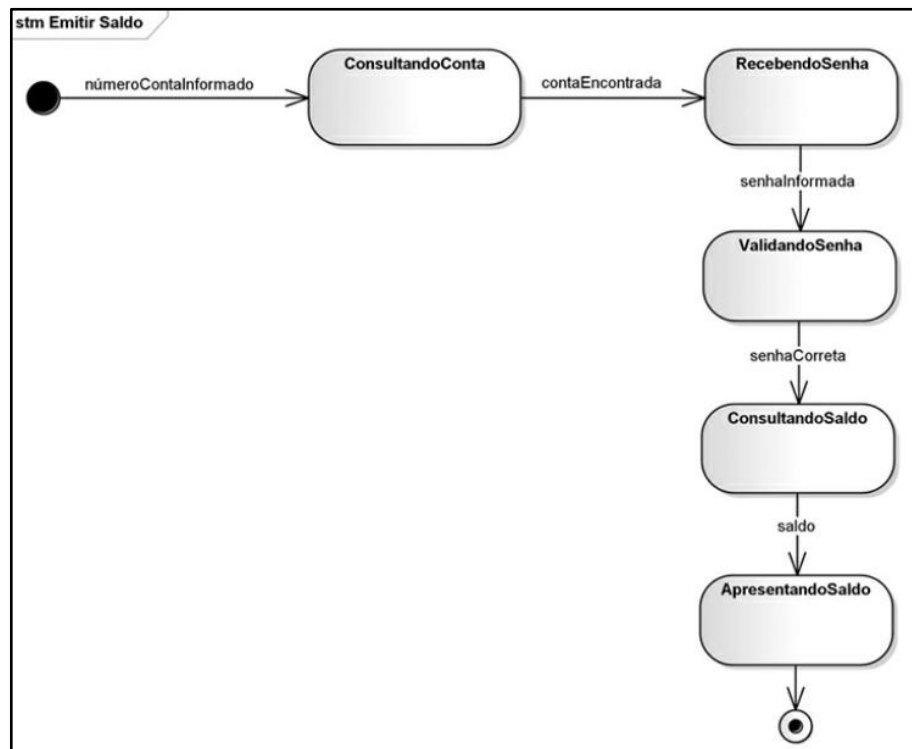 stm Emitir Saldo
númeroContaInformado
ConsultandoConta
contaEncontrada
RecebendoSenha
senhaInformada
ValidandoSenha
senhaCorreta
ConsultandoSaldo
saldo
ApresentandoSaldo